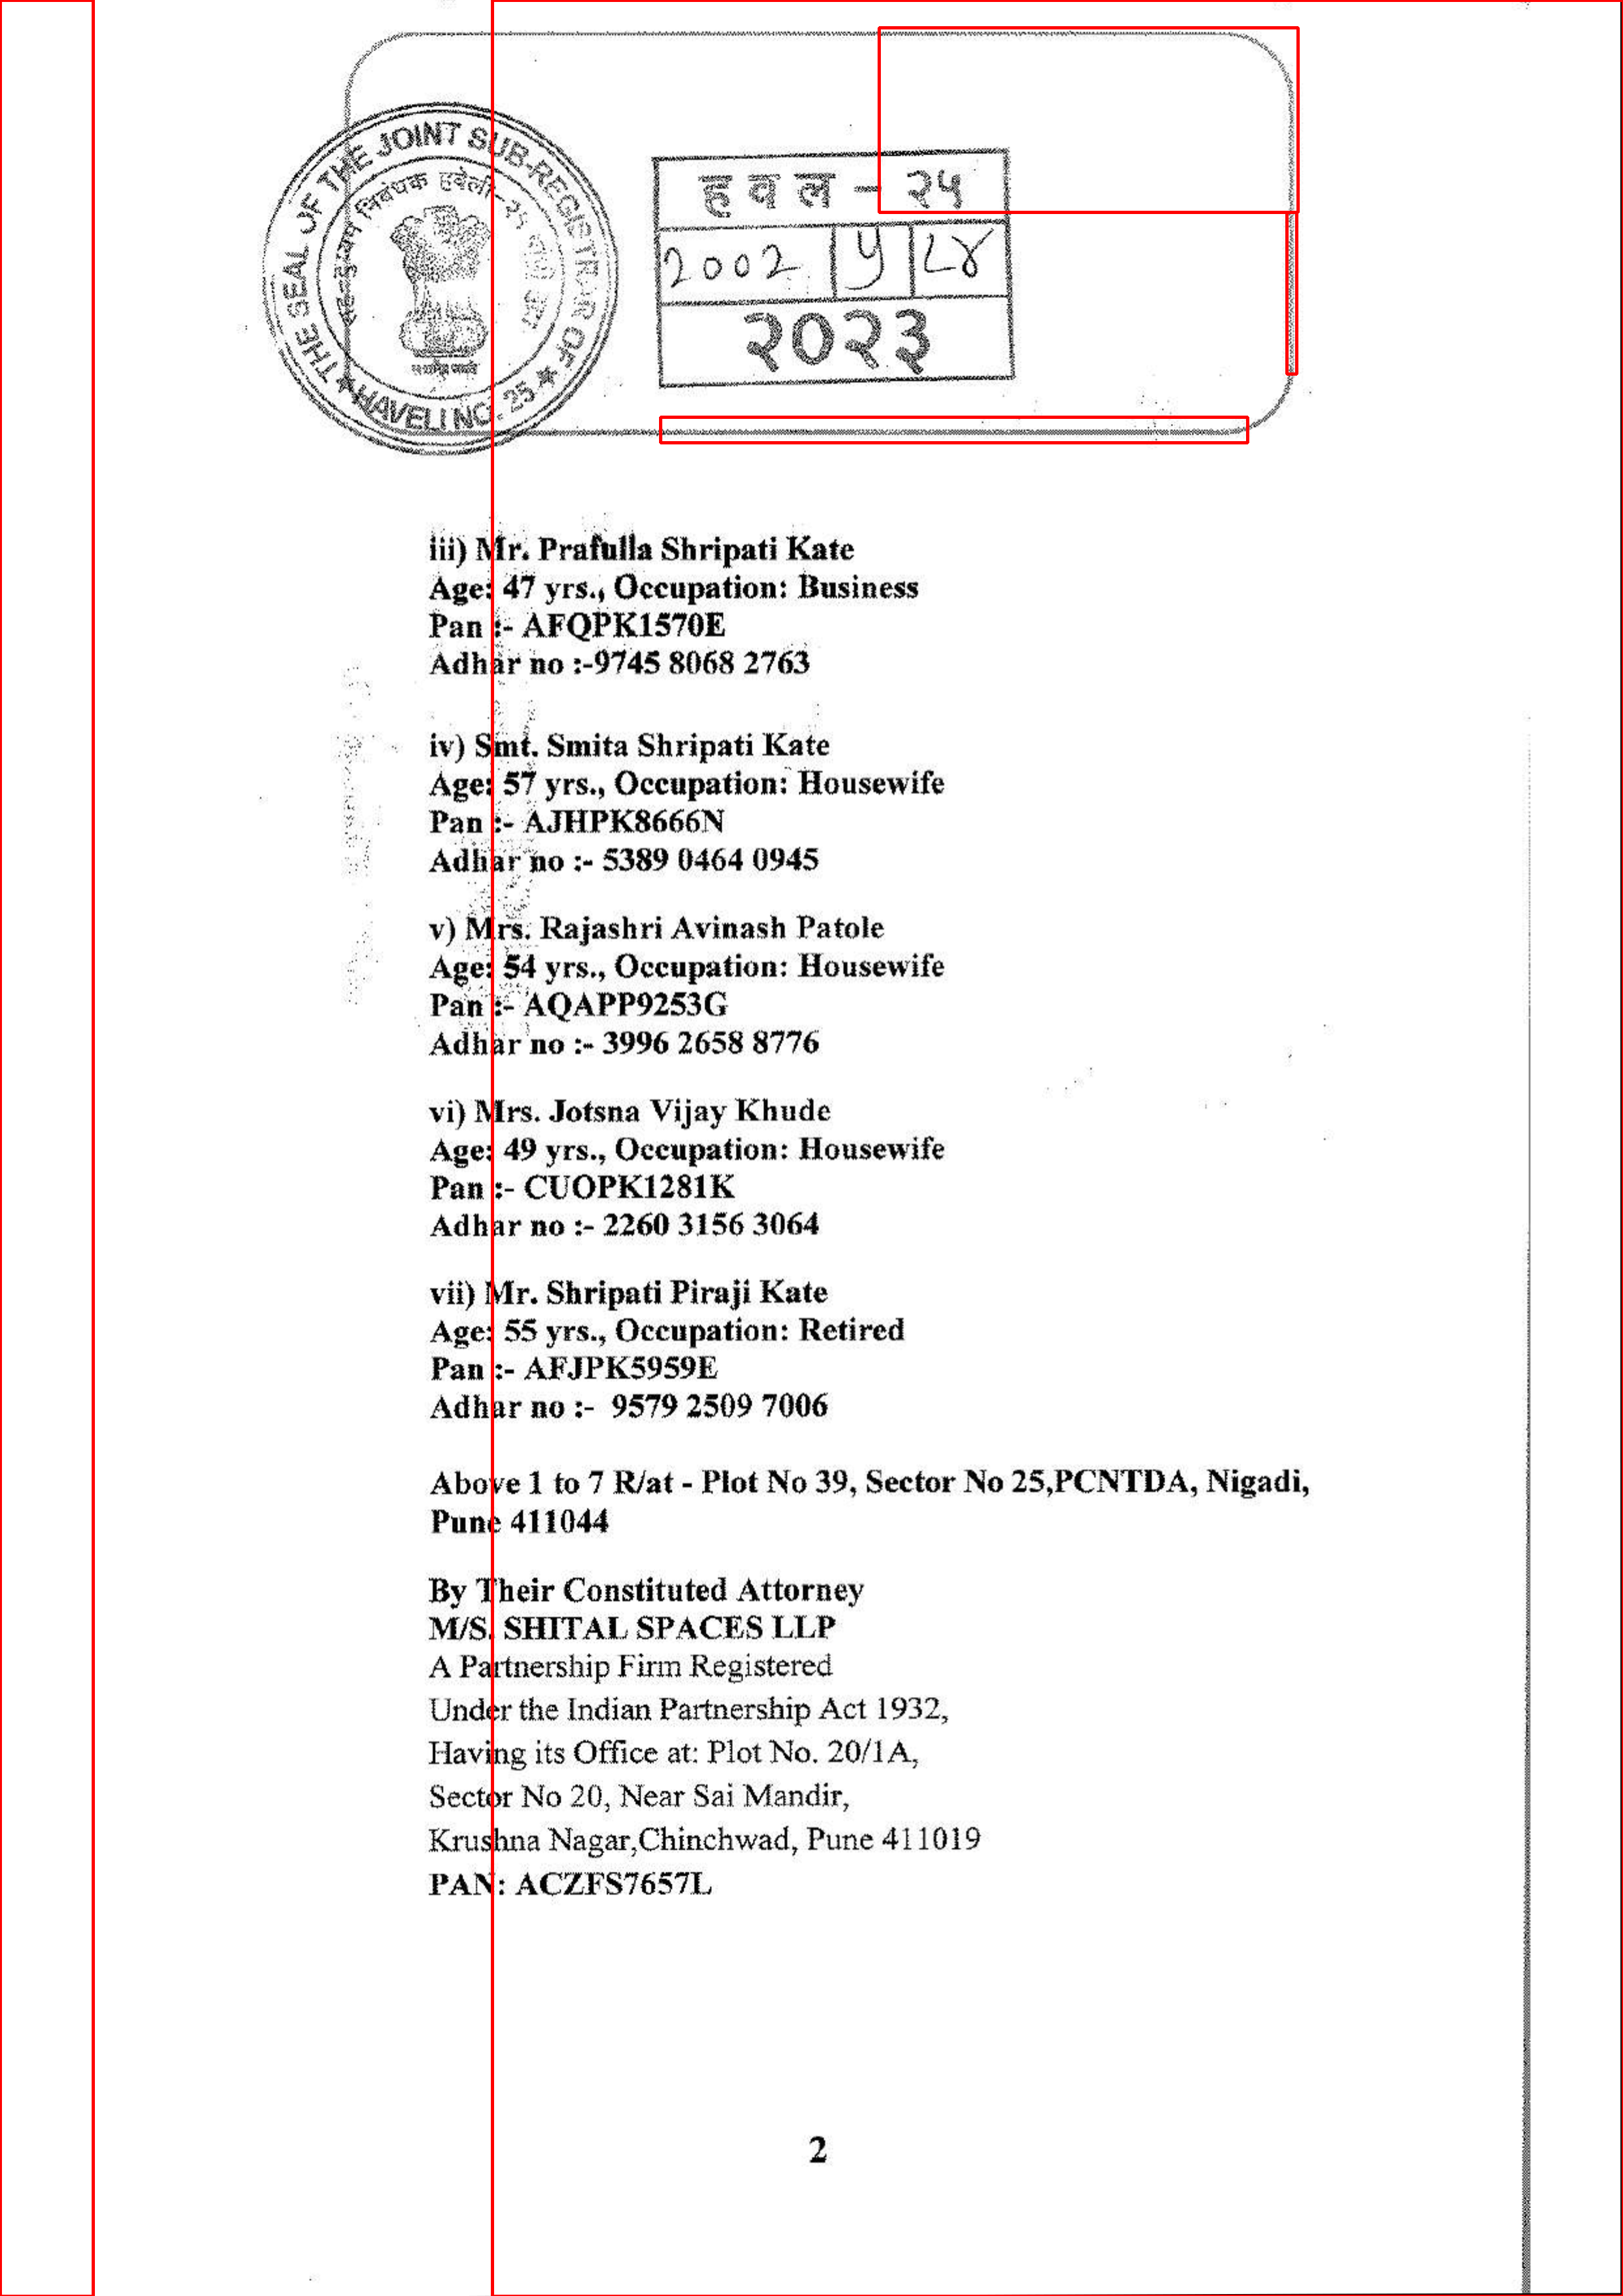 THE SEAL OF THE JOINT SUB-REGISTRAR OF
★ HAVELI NO. 25 ★
निबंधक हवेली-२५
हवल - २५
2002 | ५ | ८४
२०२३
iii) Mr. Prafulla Shripati Kate
Age: 47 yrs., Occupation: Business
Pan :- AFQPK1570E
Adhar no :-9745 8068 2763
iv) Smt. Smita Shripati Kate
Age: 57 yrs., Occupation: Housewife
Pan :- AJHPK8666N
Adhar no :- 5389 0464 0945
v) Mrs. Rajashri Avinash Patole
Age: 54 yrs., Occupation: Housewife
Pan :- AQAPP9253G
Adhar no :- 3996 2658 8776
vi) Mrs. Jotsna Vijay Khude
Age: 49 yrs., Occupation: Housewife
Pan :- CUOPK1281K
Adhar no :- 2260 3156 3064
vii) Mr. Shripati Piraji Kate
Age: 55 yrs., Occupation: Retired
Pan :- AFJPK5959E
Adhar no :- 9579 2509 7006
Above 1 to 7 R/at - Plot No 39, Sector No 25,PCNTDA, Nigadi,
Pune 411044
By Their Constituted Attorney
M/S. SHITAL SPACES LLP
A Partnership Firm Registered
Under the Indian Partnership Act 1932,
Having its Office at: Plot No. 20/1A,
Sector No 20, Near Sai Mandir,
Krushna Nagar,Chinchwad, Pune 411019
PAN: ACZFS7657L
2